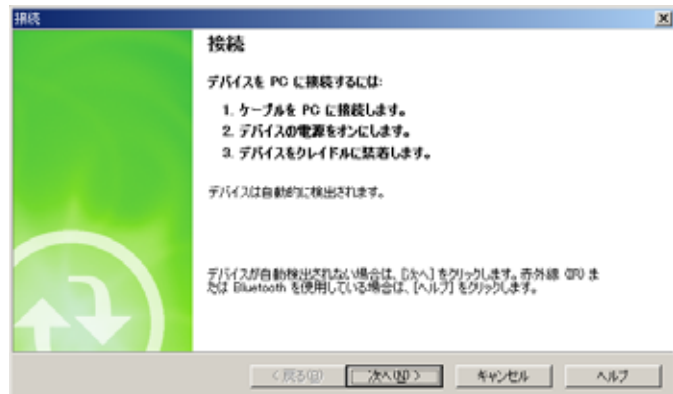 接続
接続
デバイスを PC に接続するには:
1. ケーブルを PC に接続します。
2. デバイスの電源をオンにします。
3. デバイスをクレイドルに装着します。
デバイスは自動的に検出されます。
デバイスが自動検出されない場合は、[次へ] をクリックします。赤外線 (IR) ま
たは Bluetooth を使用している場合は、[ヘルプ] をクリックします。
< 戻る(B)
次へ(N) >
キャンセル
ヘルプ